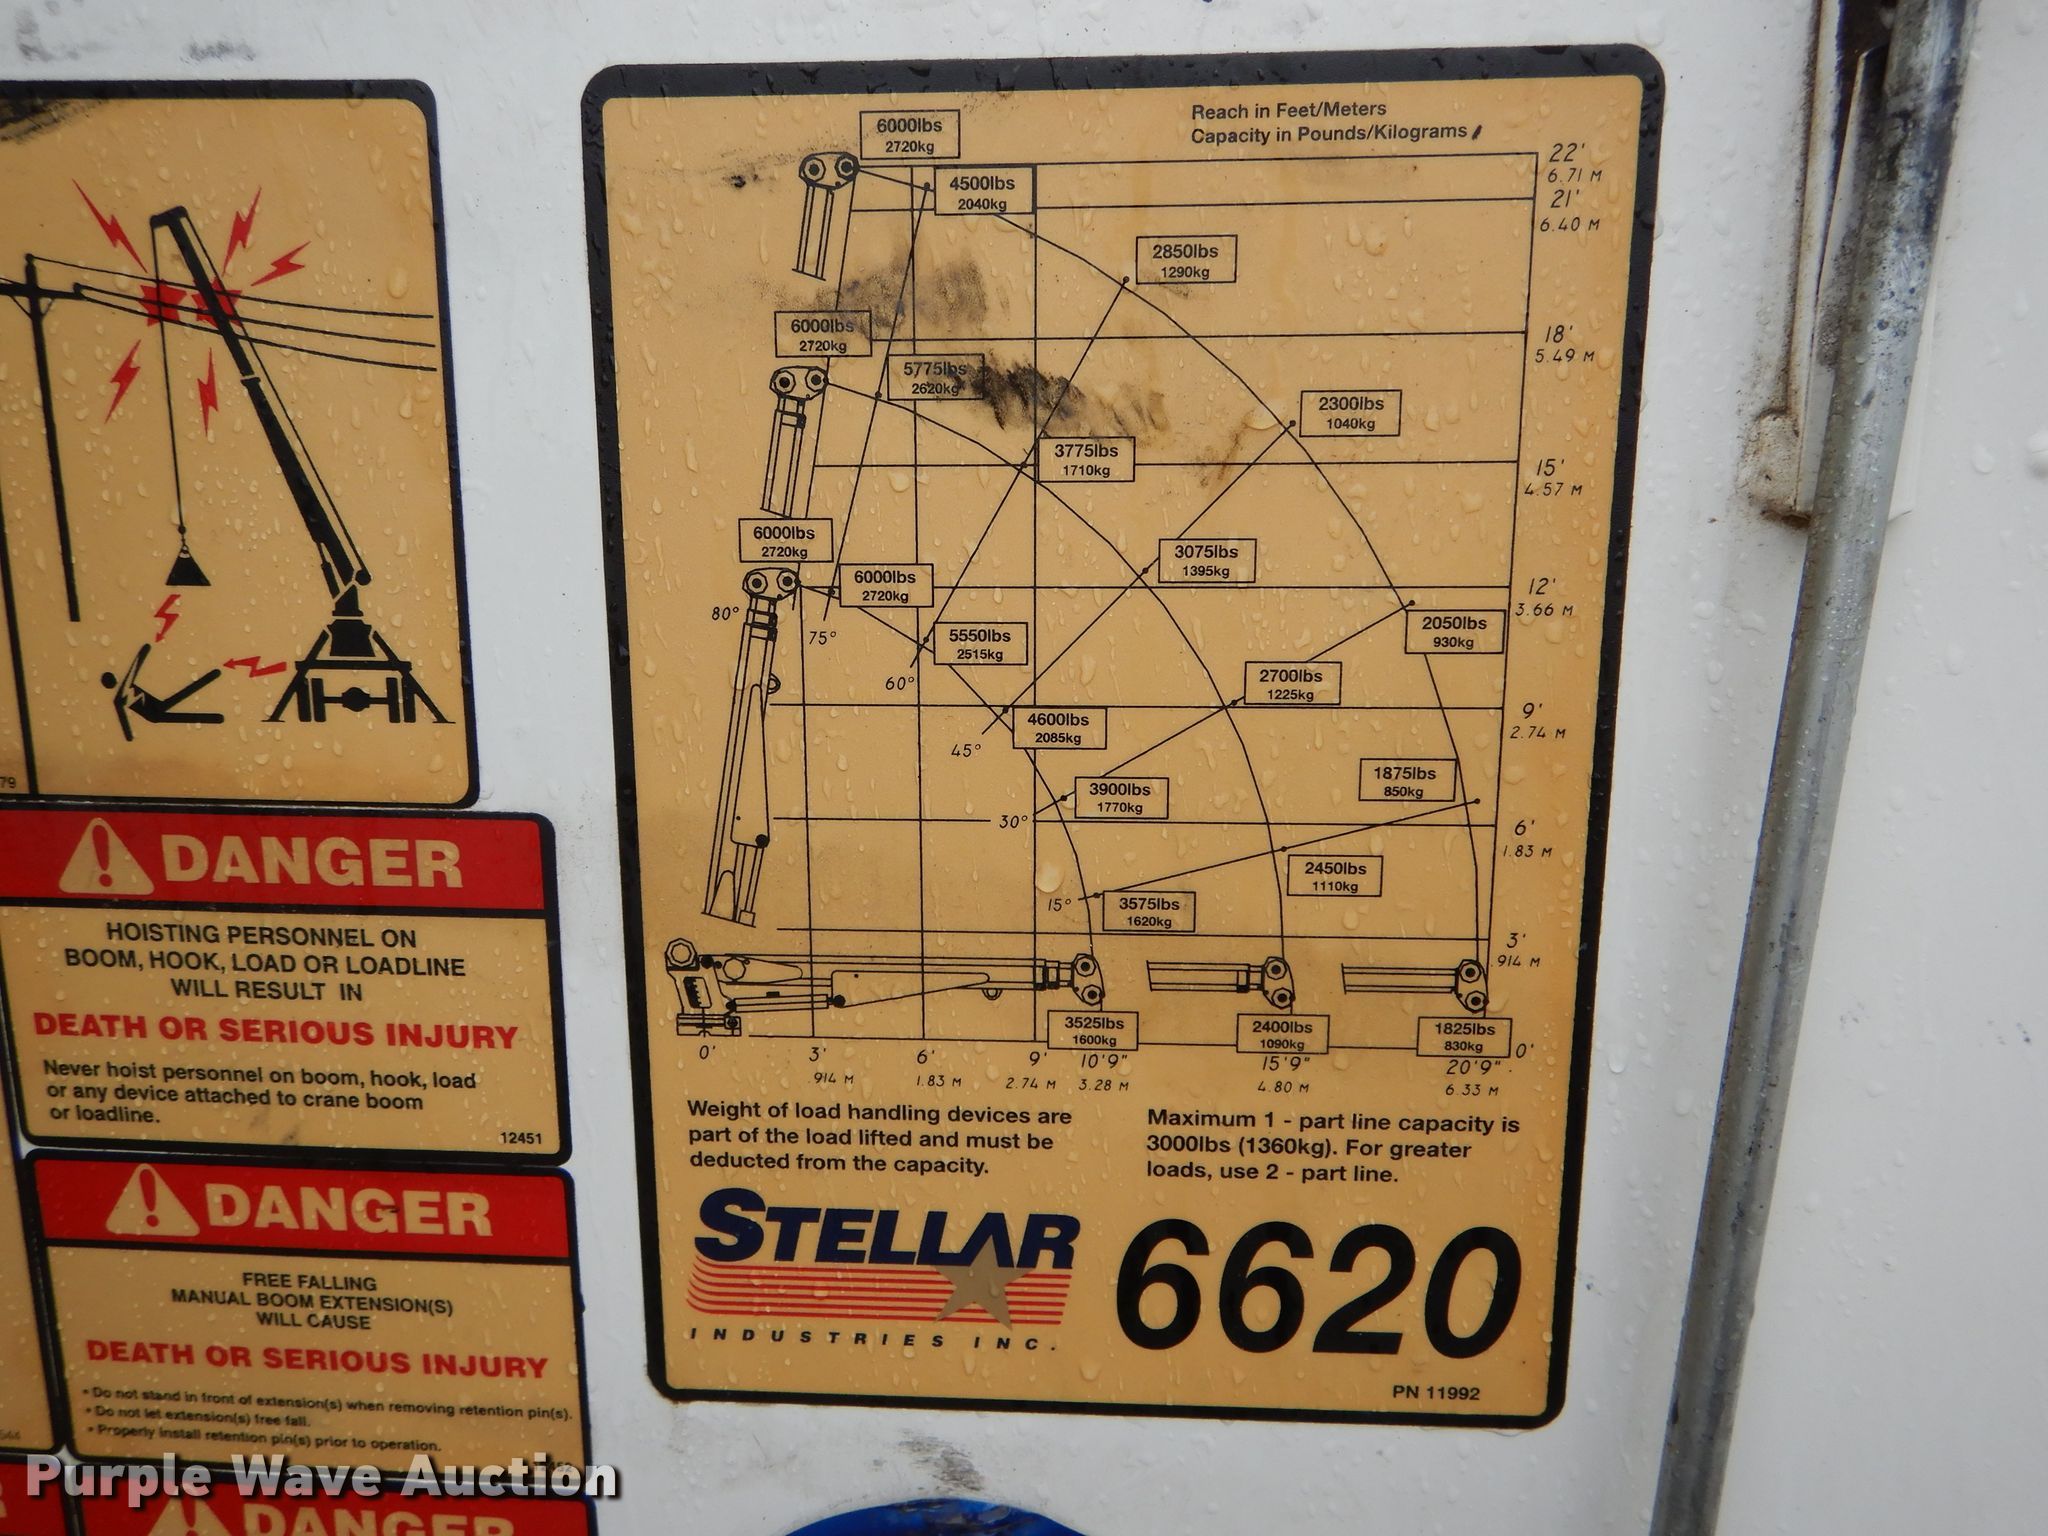 79
DANGER
HOISTING PERSONNEL ON
BOOM, HOOK, LOAD OR LOADLINE
WILL RESULT IN
DEATH OR SERIOUS INJURY
Never hoist personnel on boom, hook, load
or any device attached to crane boom
or loadline.
12451
DANGER
FREE FALLING
MANUAL BOOM EXTENSION(S)
WILL CAUSE
DEATH OR SERIOUS INJURY
• Do not stand in front of extension(s) when removing retention pin(s).
• Do not let extension(s) free fall.
• Properly install retention pin(s) prior to operation.
DANGER
Reach in Feet/Meters
Capacity in Pounds/Kilograms
6000lbs
2720kg
4500lbs
2040kg
2850lbs
1290kg
2300lbs
1040kg
2050lbs
930kg
1875lbs
850kg
6000lbs
2720kg
5775lbs
2620kg
3775lbs
1710kg
3075lbs
1395kg
2700lbs
1225kg
2450lbs
1110kg
6000lbs
2720kg
6000lbs
2720kg
5550lbs
2515kg
4600lbs
2085kg
3900lbs
1770kg
3575lbs
1620kg
80°
75°
60°
45°
30°
15°
22'
6.71 M
21'
6.40 M
18'
5.49 M
15'
4.57 M
12'
3.66 M
9'
2.74 M
6'
1.83 M
3'
.914 M
0'
3525lbs
1600kg
2400lbs
1090kg
1825lbs
830kg
0' 3' 6' 9' 10'9" 15'9" 20'9"
.914 M 1.83 M 2.74 M 3.28 M 4.80 M 6.33 M
Weight of load handling devices are
part of the load lifted and must be
deducted from the capacity.
Maximum 1 - part line capacity is
3000lbs (1360kg). For greater
loads, use 2 - part line.
STELLAR
INDUSTRIES INC.
6620
PN 11992
Purple Wave Auction